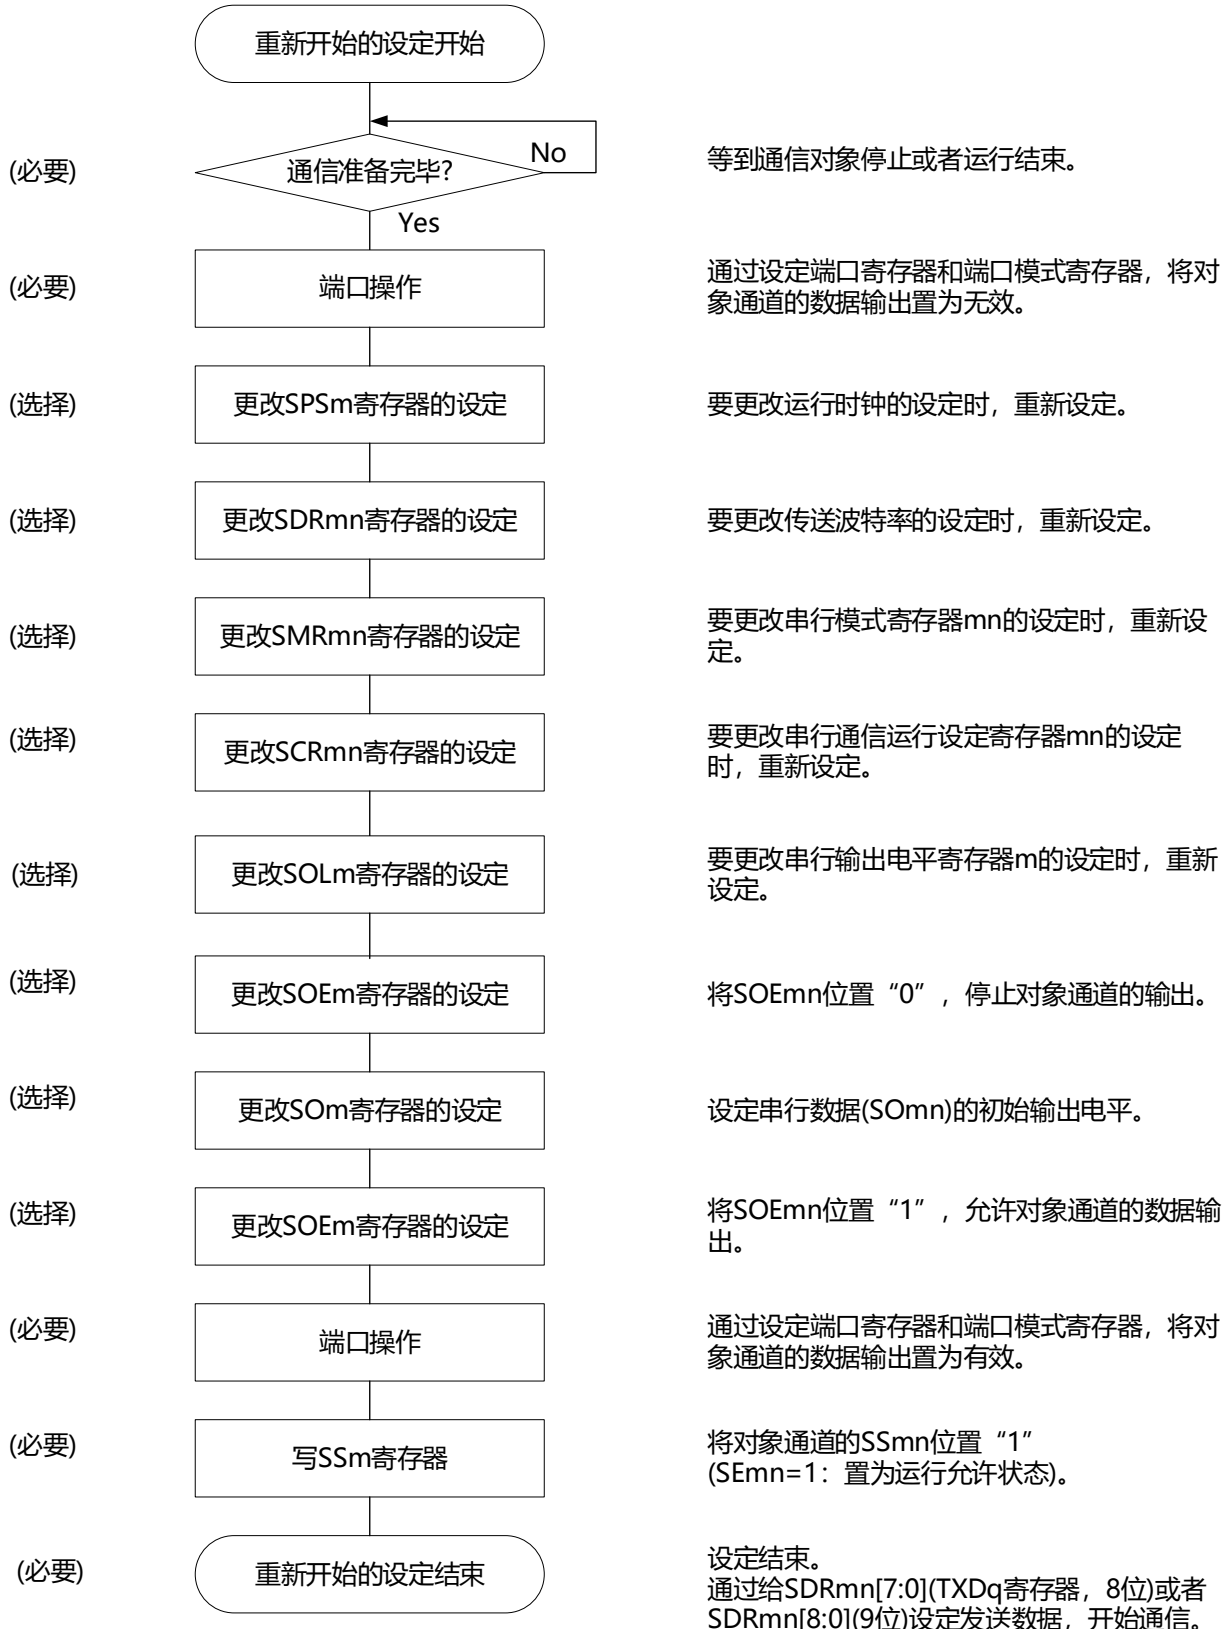 重新开始的设定开始
(必要)
通信准备完毕?
No
等到通信对象停止或者运行结束。
Yes
(必要)
端口操作
通过设定端口寄存器和端口模式寄存器，将对
象通道的数据输出置为无效。
(选择)
更改SPSm寄存器的设定
要更改运行时钟的设定时，重新设定。
(选择)
更改SDRmn寄存器的设定
要更改传送波特率的设定时，重新设定。
(选择)
更改SMRmn寄存器的设定
要更改串行模式寄存器mn的设定时，重新设
定。
(选择)
更改SCRmn寄存器的设定
要更改串行通信运行设定寄存器mn的设定
时，重新设定。
(选择)
更改SOLm寄存器的设定
要更改串行输出电平寄存器m的设定时，重新
设定。
(选择)
更改SOEm寄存器的设定
将SOEmn位置“0”，停止对象通道的输出。
(选择)
更改SOm寄存器的设定
设定串行数据(SOmn)的初始输出电平。
(选择)
更改SOEm寄存器的设定
将SOEmn位置“1”，允许对象通道的数据输
出。
(必要)
端口操作
通过设定端口寄存器和端口模式寄存器，将对
象通道的数据输出置为有效。
(必要)
写SSm寄存器
将对象通道的SSmn位置“1”
(SEmn=1：置为运行允许状态)。
(必要)
重新开始的设定结束
设定结束。
通过给SDRmn[7:0](TXDq寄存器，8位)或者
SDRmn[8:0](9位)设定发送数据，开始通信。